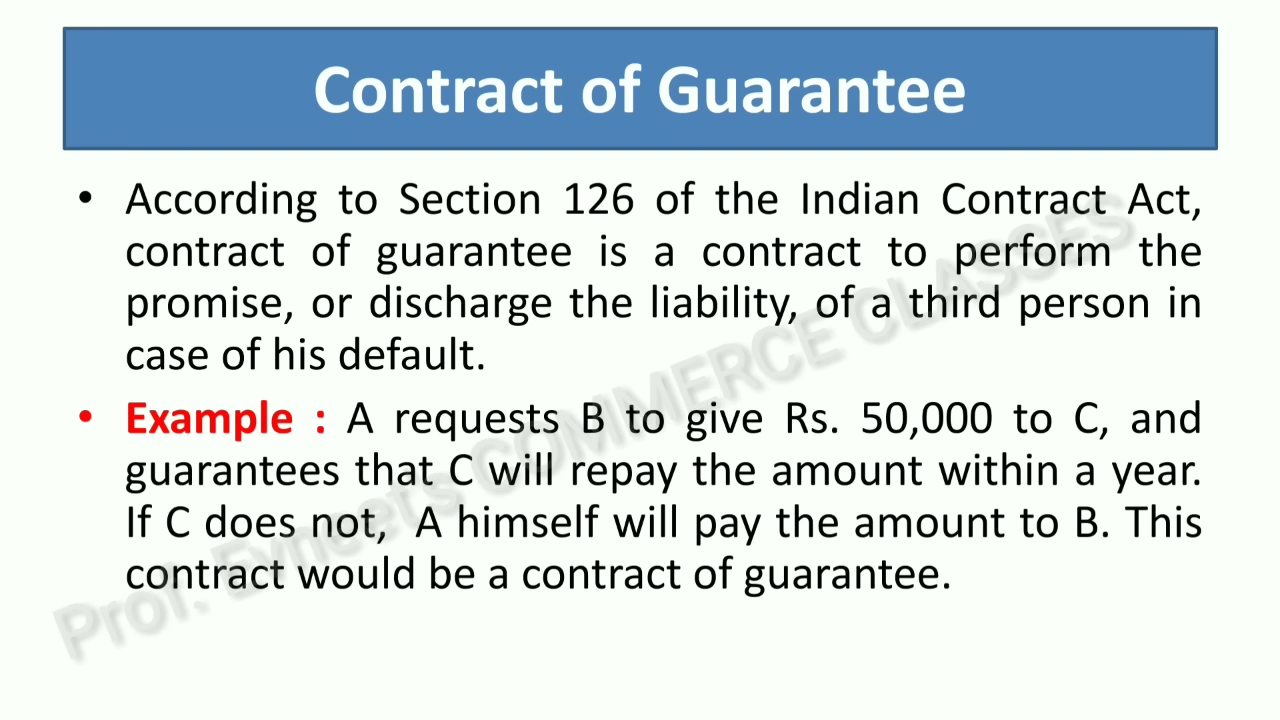 Contract of Guarantee
• According to Section 126 of the Indian Contract Act,
contract of guarantee is a contract to perform the
promise, or discharge the liability, of a third person in
case of his default.
• Example : A requests B to give Rs. 50,000 to C, and
guarantees that C will repay the amount within a year.
If C does not, A himself will pay the amount to B. This
contract would be a contract of guarantee.
Prof. COMMERCE CLASSES